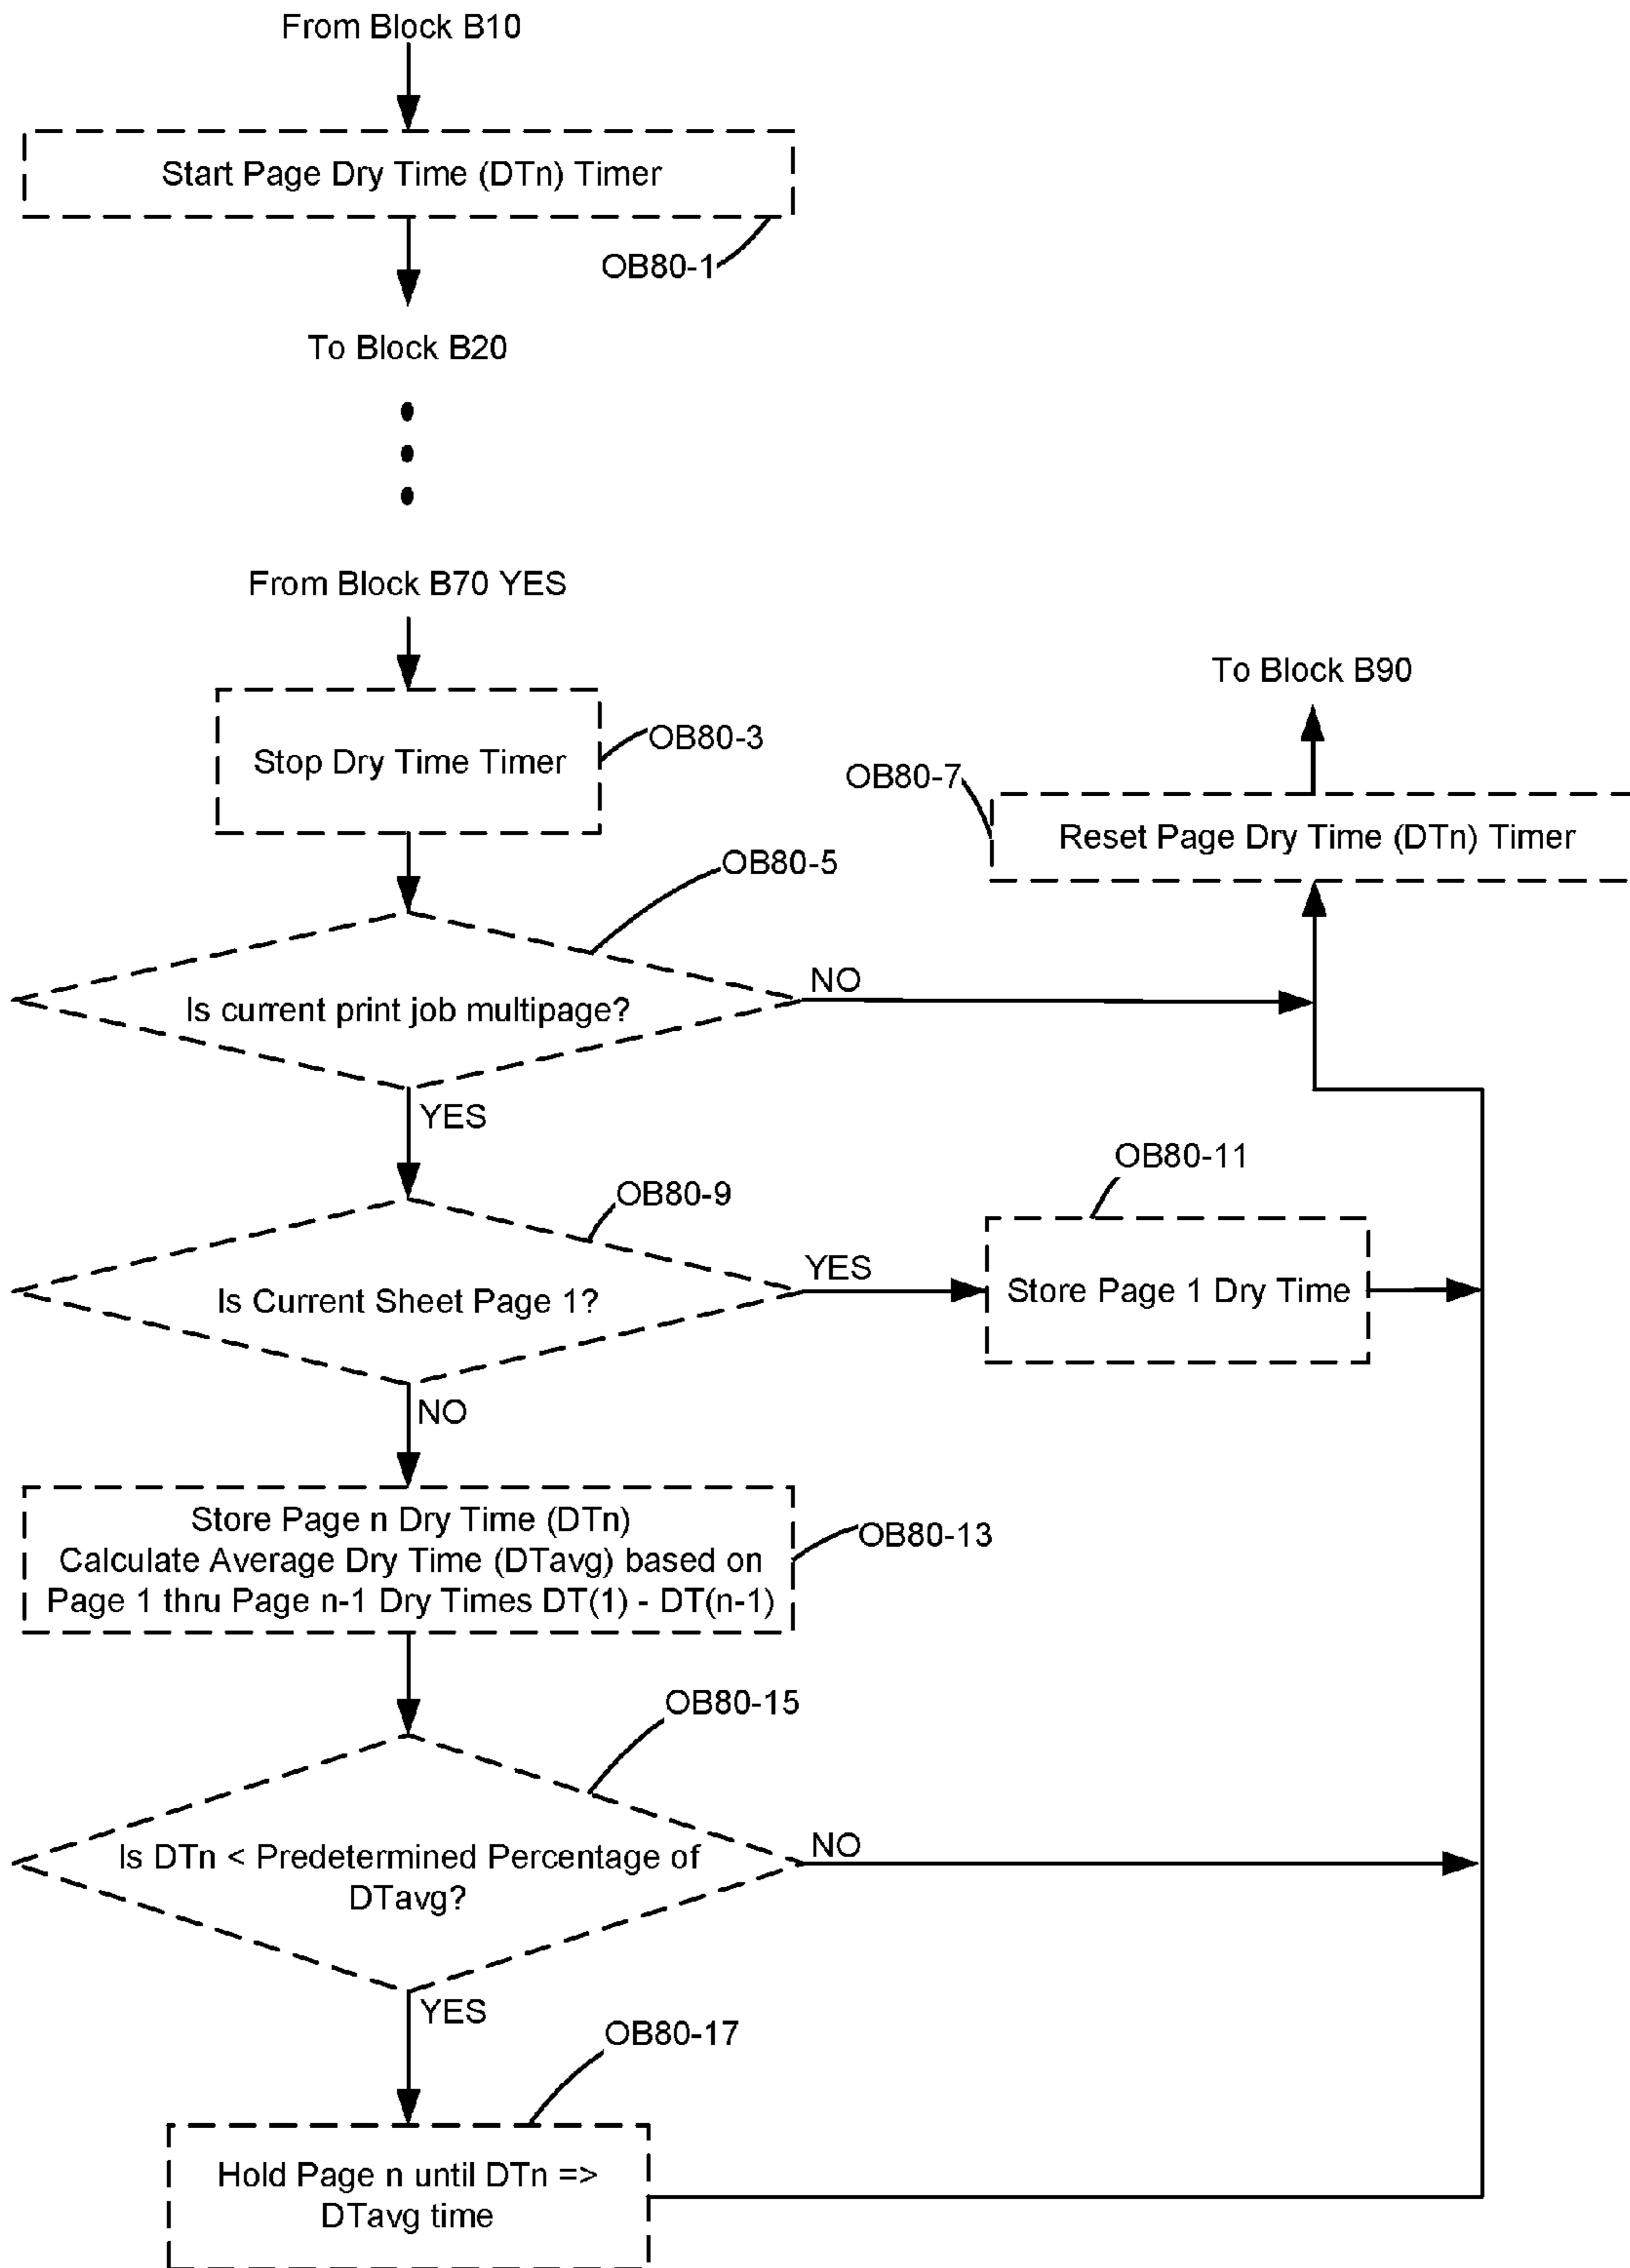 From Block B10
Start Page Dry Time (DTn) Timer
OB80-1
To Block B20
From Block B70 YES
To Block B90
Stop Dry Time Timer
OB80-3
OB80-7
Reset Page Dry Time (DTn) Timer
OB80-5
Is current print job multipage?
NO
YES
OB80-11
OB80-9
Is Current Sheet Page 1?
YES
Store Page 1 Dry Time
NO
Store Page n Dry Time (DTn)
Calculate Average Dry Time (DTavg) based on
Page 1 thru Page n-1 Dry Times DT(1) - DT(n-1)
OB80-13
OB80-15
Is DTn < Predetermined Percentage of
DTavg?
NO
YES
OB80-17
Hold Page n until DTn =>
DTavg time